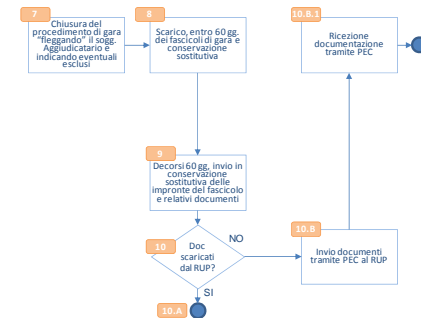 7
Chiusura del
procedimento di gara
"fleggando" il sogg.
Aggiudicatario e
indicando eventuali
esclusi
8
Scarico, entro 60 gg.
dei fascicoli di gara e
conservazione
sostitutiva
10.B.1
Ricezione
documentazione
tramite PEC
9
Decorsi 60 gg, invio in
conservazione
sostitutiva delle
impronte del fascicolo
e relativi documenti
10
Doc
scaricati
dal RUP?
NO
10.B
Invio documenti
tramite PEC al RUP
SI
10.A